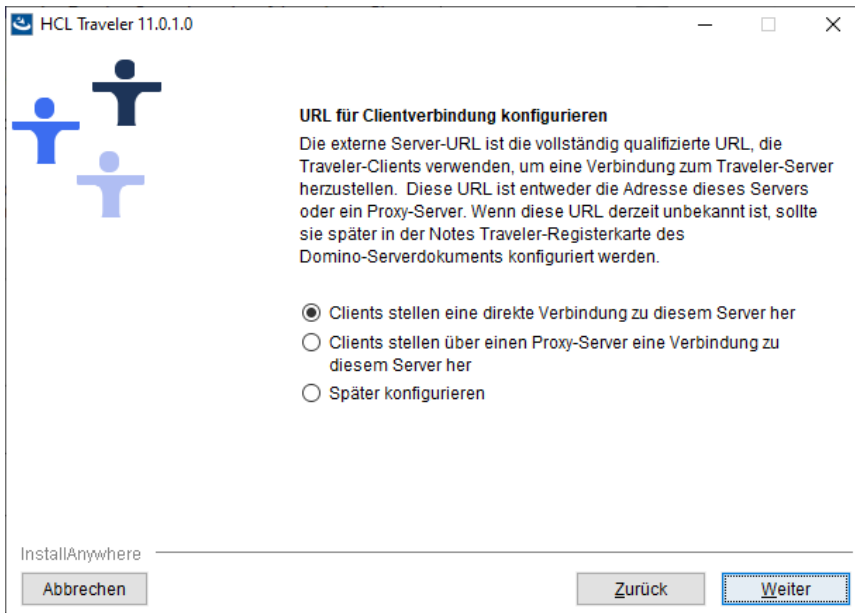 HCL Traveler 11.0.1.0
URL für Clientverbindung konfigurieren
Die externe Server-URL ist die vollständig qualifizierte URL, die
Traveler-Clients verwenden, um eine Verbindung zum Traveler-Server
herzustellen. Diese URL ist entweder die Adresse dieses Servers
oder ein Proxy-Server. Wenn diese URL derzeit unbekannt ist, sollte
sie später in der Notes Traveler-Registerkarte des
Domino-Serverdokuments konfiguriert werden.
Clients stellen eine direkte Verbindung zu diesem Server her
Clients stellen über einen Proxy-Server eine Verbindung zu
diesem Server her
Später konfigurieren
InstallAnywhere
Abbrechen Zurück Weiter